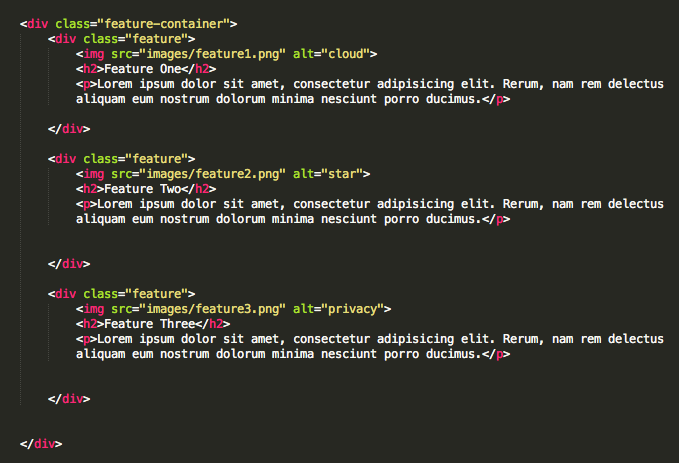 <div class="feature-container">
<div class="feature">
<img src="images/feature1.png" alt="cloud">
<h2>Feature One</h2>
<p>Lorem ipsum dolor sit amet, consectetur adipisicing elit. Rerum, nam rem delectus
aliquam eum nostrum dolorum minima nesciunt porro ducimus.</p>
</div>
<div class="feature">
<img src="images/feature2.png" alt="star">
<h2>Feature Two</h2>
<p>Lorem ipsum dolor sit amet, consectetur adipisicing elit. Rerum, nam rem delectus
aliquam eum nostrum dolorum minima nesciunt porro ducimus.</p>
</div>
<div class="feature">
<img src="images/feature3.png" alt="privacy">
<h2>Feature Three</h2>
<p>Lorem ipsum dolor sit amet, consectetur adipisicing elit. Rerum, nam rem delectus
aliquam eum nostrum dolorum minima nesciunt porro ducimus.</p>
</div>
</div>